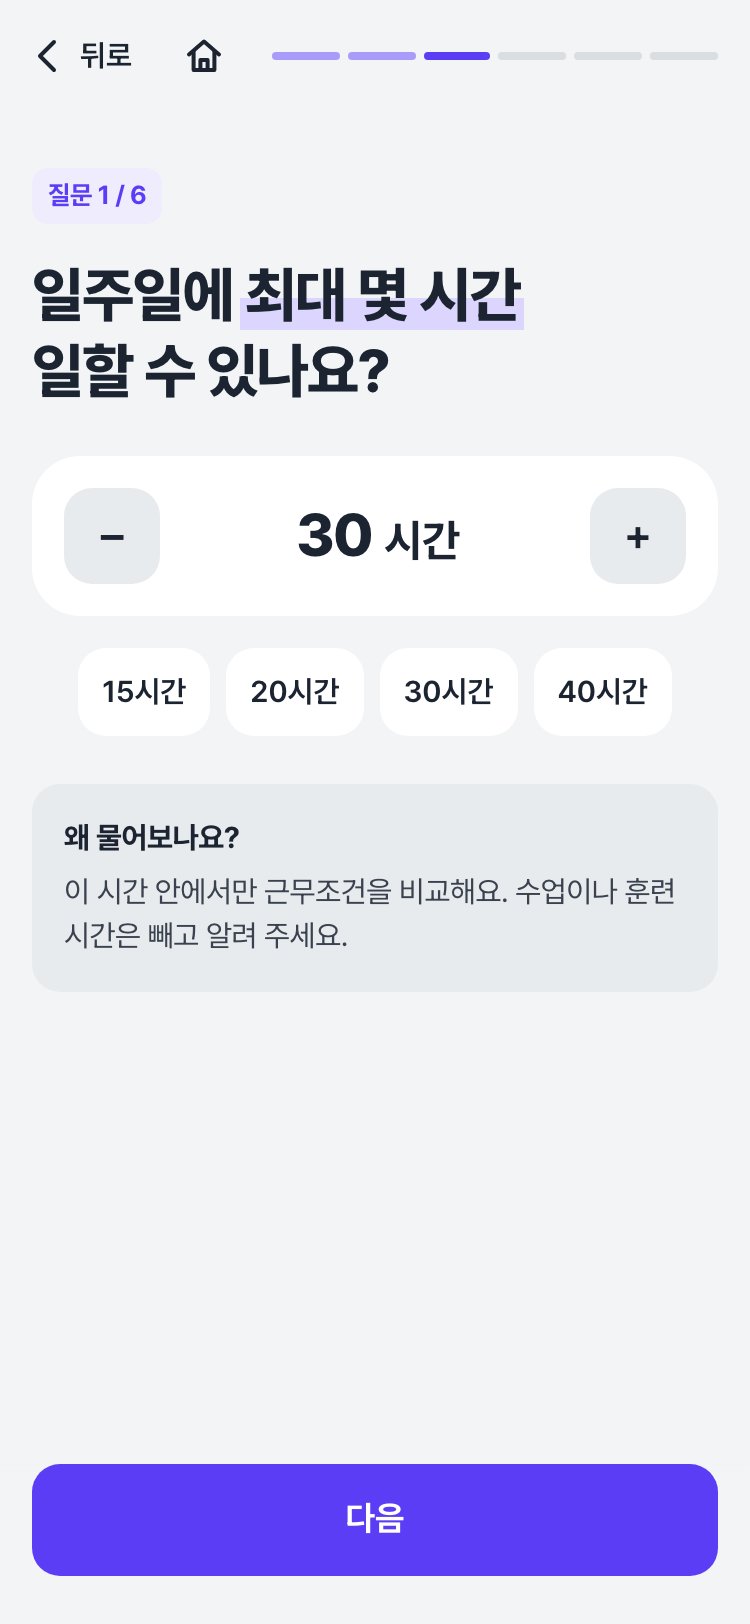 뒤로
질문 1 / 6
일주일에 최대 몇 시간
일할 수 있나요?
− 30 시간 +
15시간 20시간 30시간 40시간
왜 물어보나요?
이 시간 안에서만 근무조건을 비교해요. 수업이나 훈련
시간은 빼고 알려 주세요.
다음